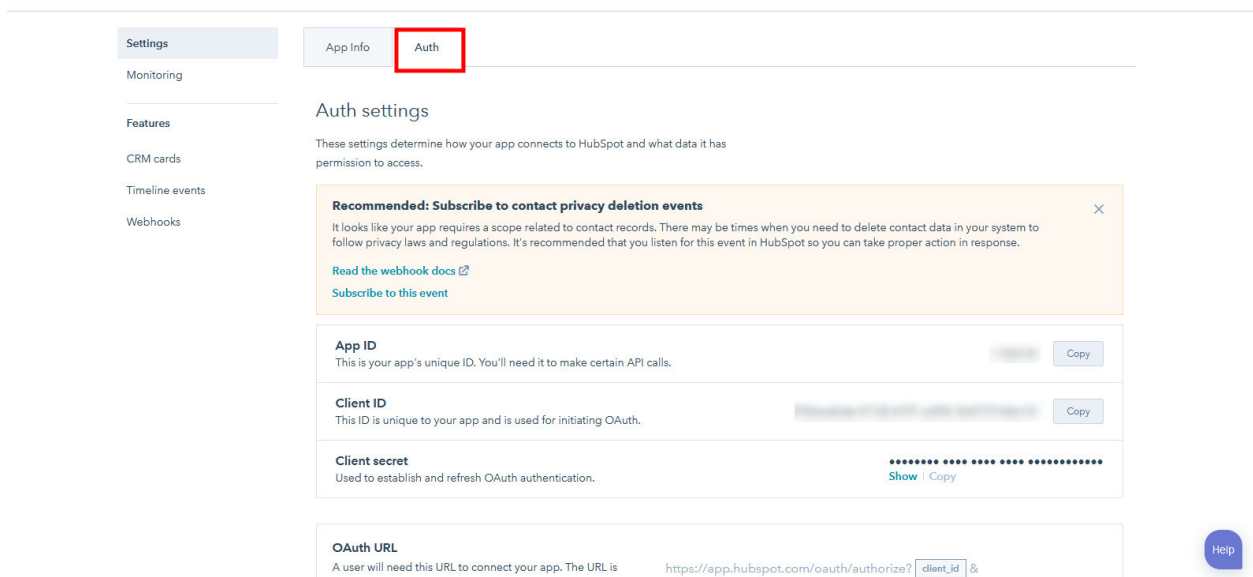 Settings
Monitoring
Features
CRM cards
Timeline events
Webhooks
App Info
Auth
Auth settings
These settings determine how your app connects to HubSpot and what data it has
permission to access.
Recommended: Subscribe to contact privacy deletion events
It looks like your app requires a scope related to contact records. There may be times when you need to delete contact data in your system to
follow privacy laws and regulations. It's recommended that you listen for this event in HubSpot so you can take proper action in response.
Read the webhook docs
Subscribe to this event
App ID
This is your app's unique ID. You'll need it to make certain API calls.
Copy
Client ID
This ID is unique to your app and is used for initiating OAuth.
Copy
Client secret
Used to establish and refresh OAuth authentication.
•••••••• •••• •••• •••• ••••••••••••
Show | Copy
OAuth URL
A user will need this URL to connect your app. The URL is
https://app.hubspot.com/oauth/authorize? client_id &
Help